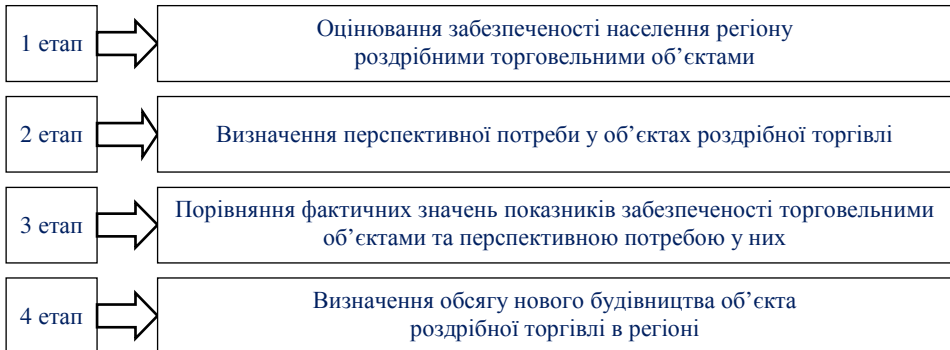 1 етап
Оцінювання забезпеченості населення регіону
роздрібними торговельними об’єктами
2 етап
Визначення перспективної потреби у об’єктах роздрібної торгівлі
3 етап
Порівняння фактичних значень показників забезпеченості торговельними
об’єктами та перспективною потребою у них
4 етап
Визначення обсягу нового будівництва об’єкта
роздрібної торгівлі в регіоні